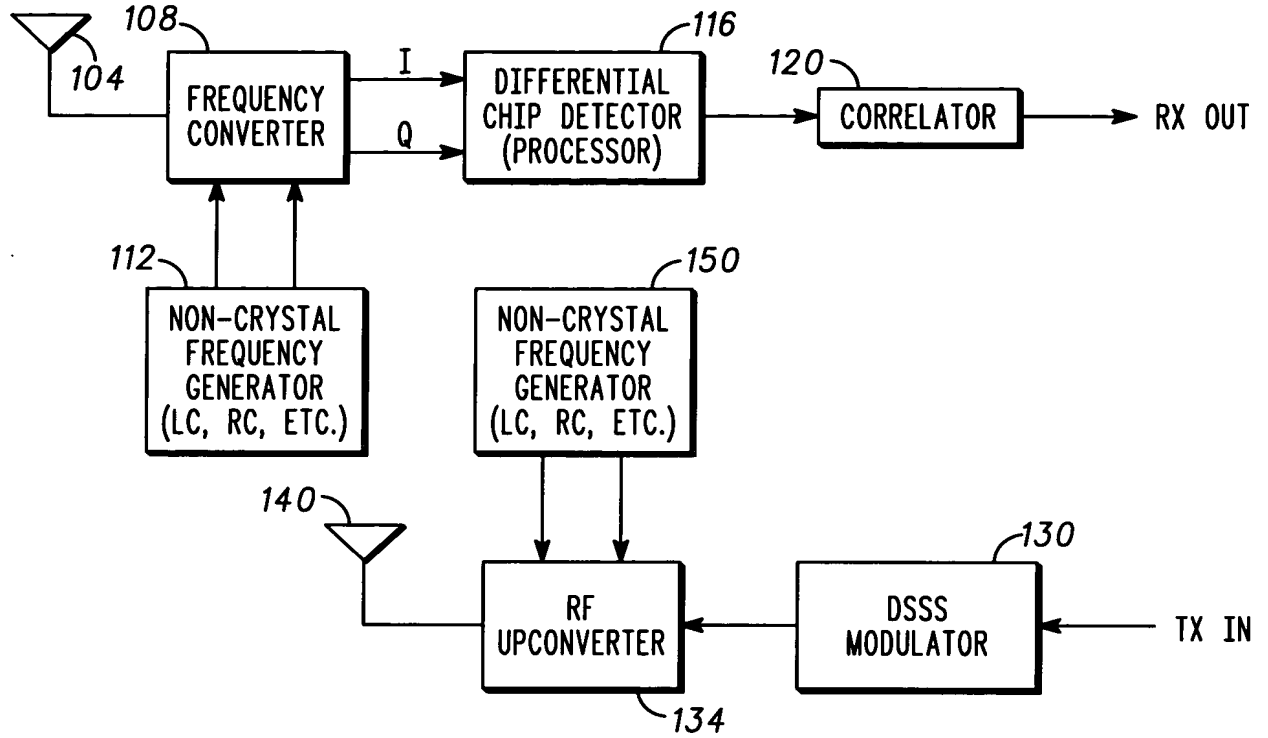 104
108
FREQUENCY
CONVERTER
I
Q
116
DIFFERENTIAL
CHIP DETECTOR
(PROCESSOR)
120
CORRELATOR
RX OUT
112
NON-CRYSTAL
FREQUENCY
GENERATOR
(LC, RC, ETC.)
150
NON-CRYSTAL
FREQUENCY
GENERATOR
(LC, RC, ETC.)
140
RF
UPCONVERTER
134
130
DSSS
MODULATOR
TX IN